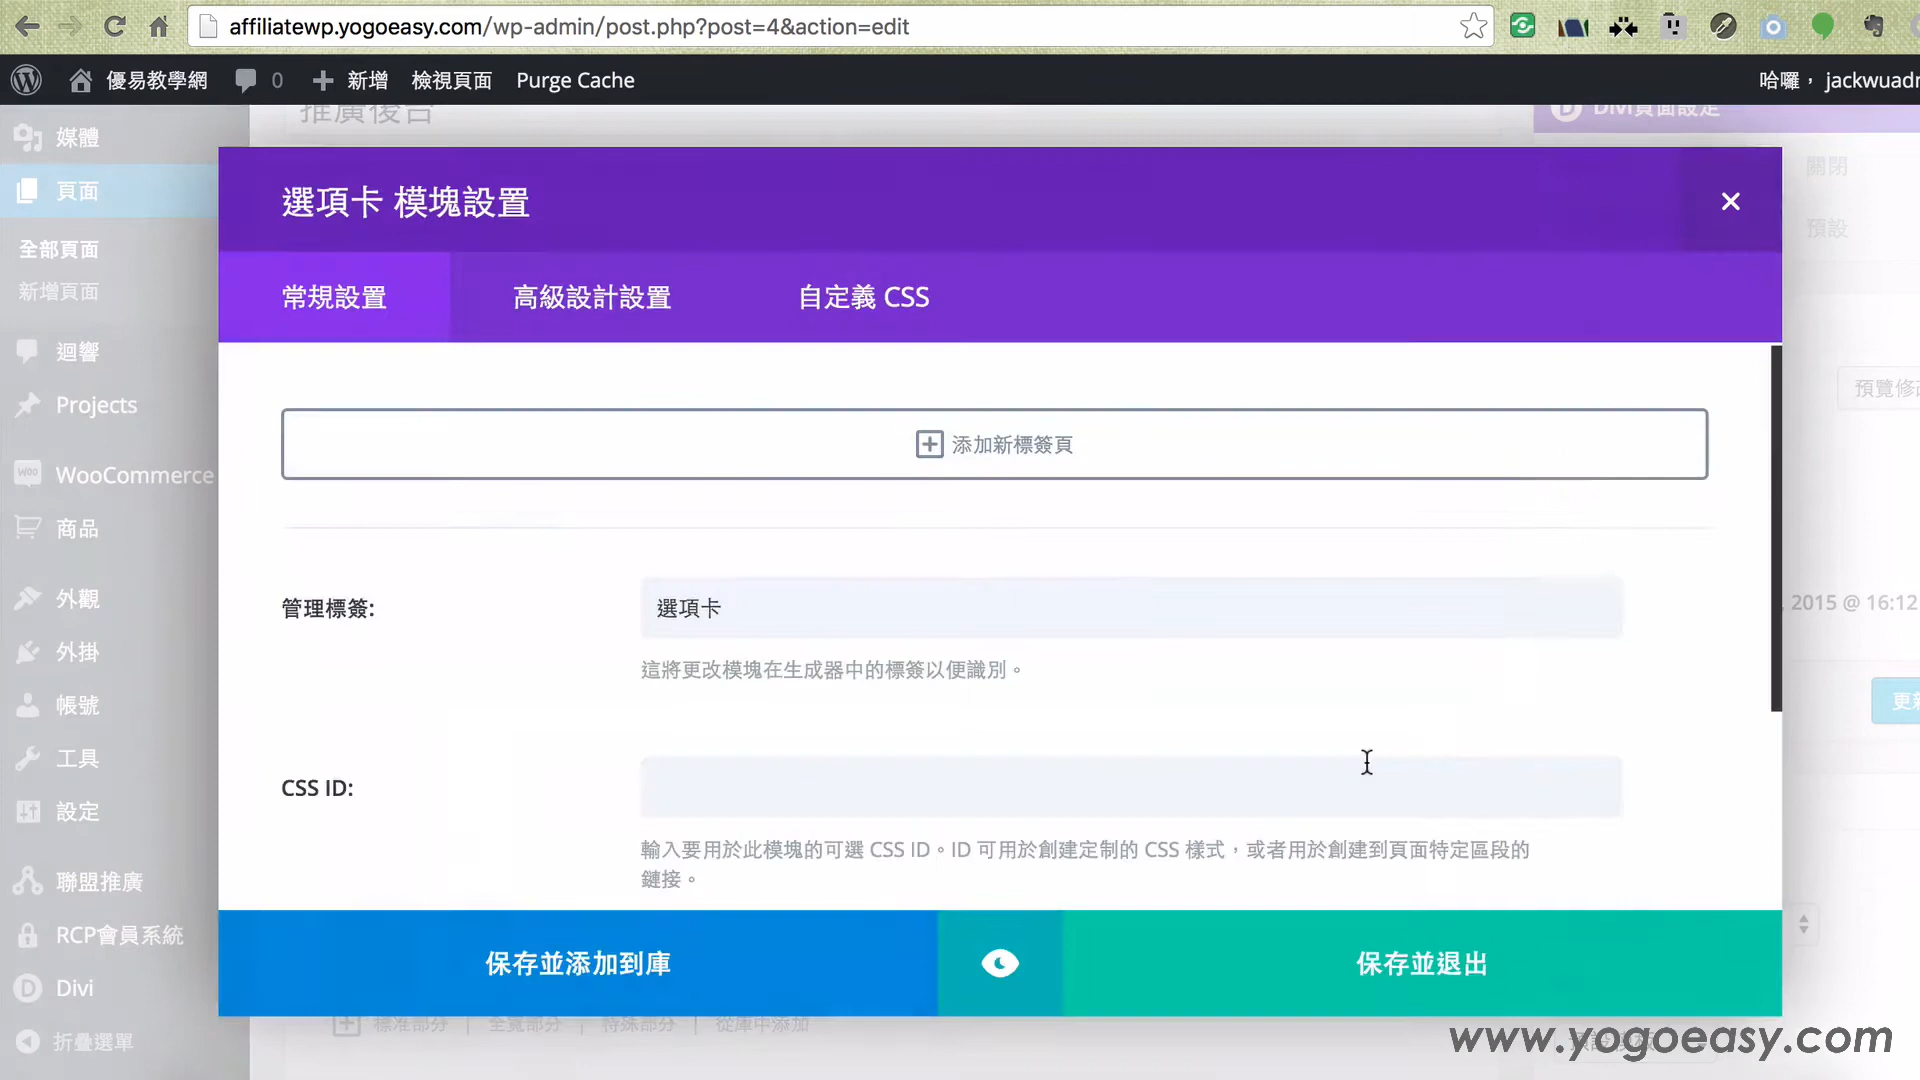 affiliatewp.yogoeasy.com/wp-admin/post.php?post=4&action=edit
優易教學網 0 新增 檢視頁面 Purge Cache 哈囉，jackwuadm
推廣後台
Divi頁面設定
媒體
頁面
全部頁面
新增頁面
迴響
Projects
WooCommerce
商品
外觀
外掛
帳號
工具
設定
聯盟推廣
RCP會員系統
Divi
折疊選單
選項卡 模塊設置
常規設置 高級設計設置 自定義 CSS
添加新標簽頁
管理標簽: 選項卡
這將更改模塊在生成器中的標簽以便識別。
CSS ID:
輸入要用於此模塊的可選 CSS ID。ID 可用於創建定制的 CSS 樣式，或者用於創建到頁面特定區段的
鏈接。
保存並添加到庫 保存並退出
關閉
預設
預覽修改
2015 @ 16:12
更新
標准部分 | 全寬部分 | 特殊部分 | 從庫中添加
www.yogoeasy.com